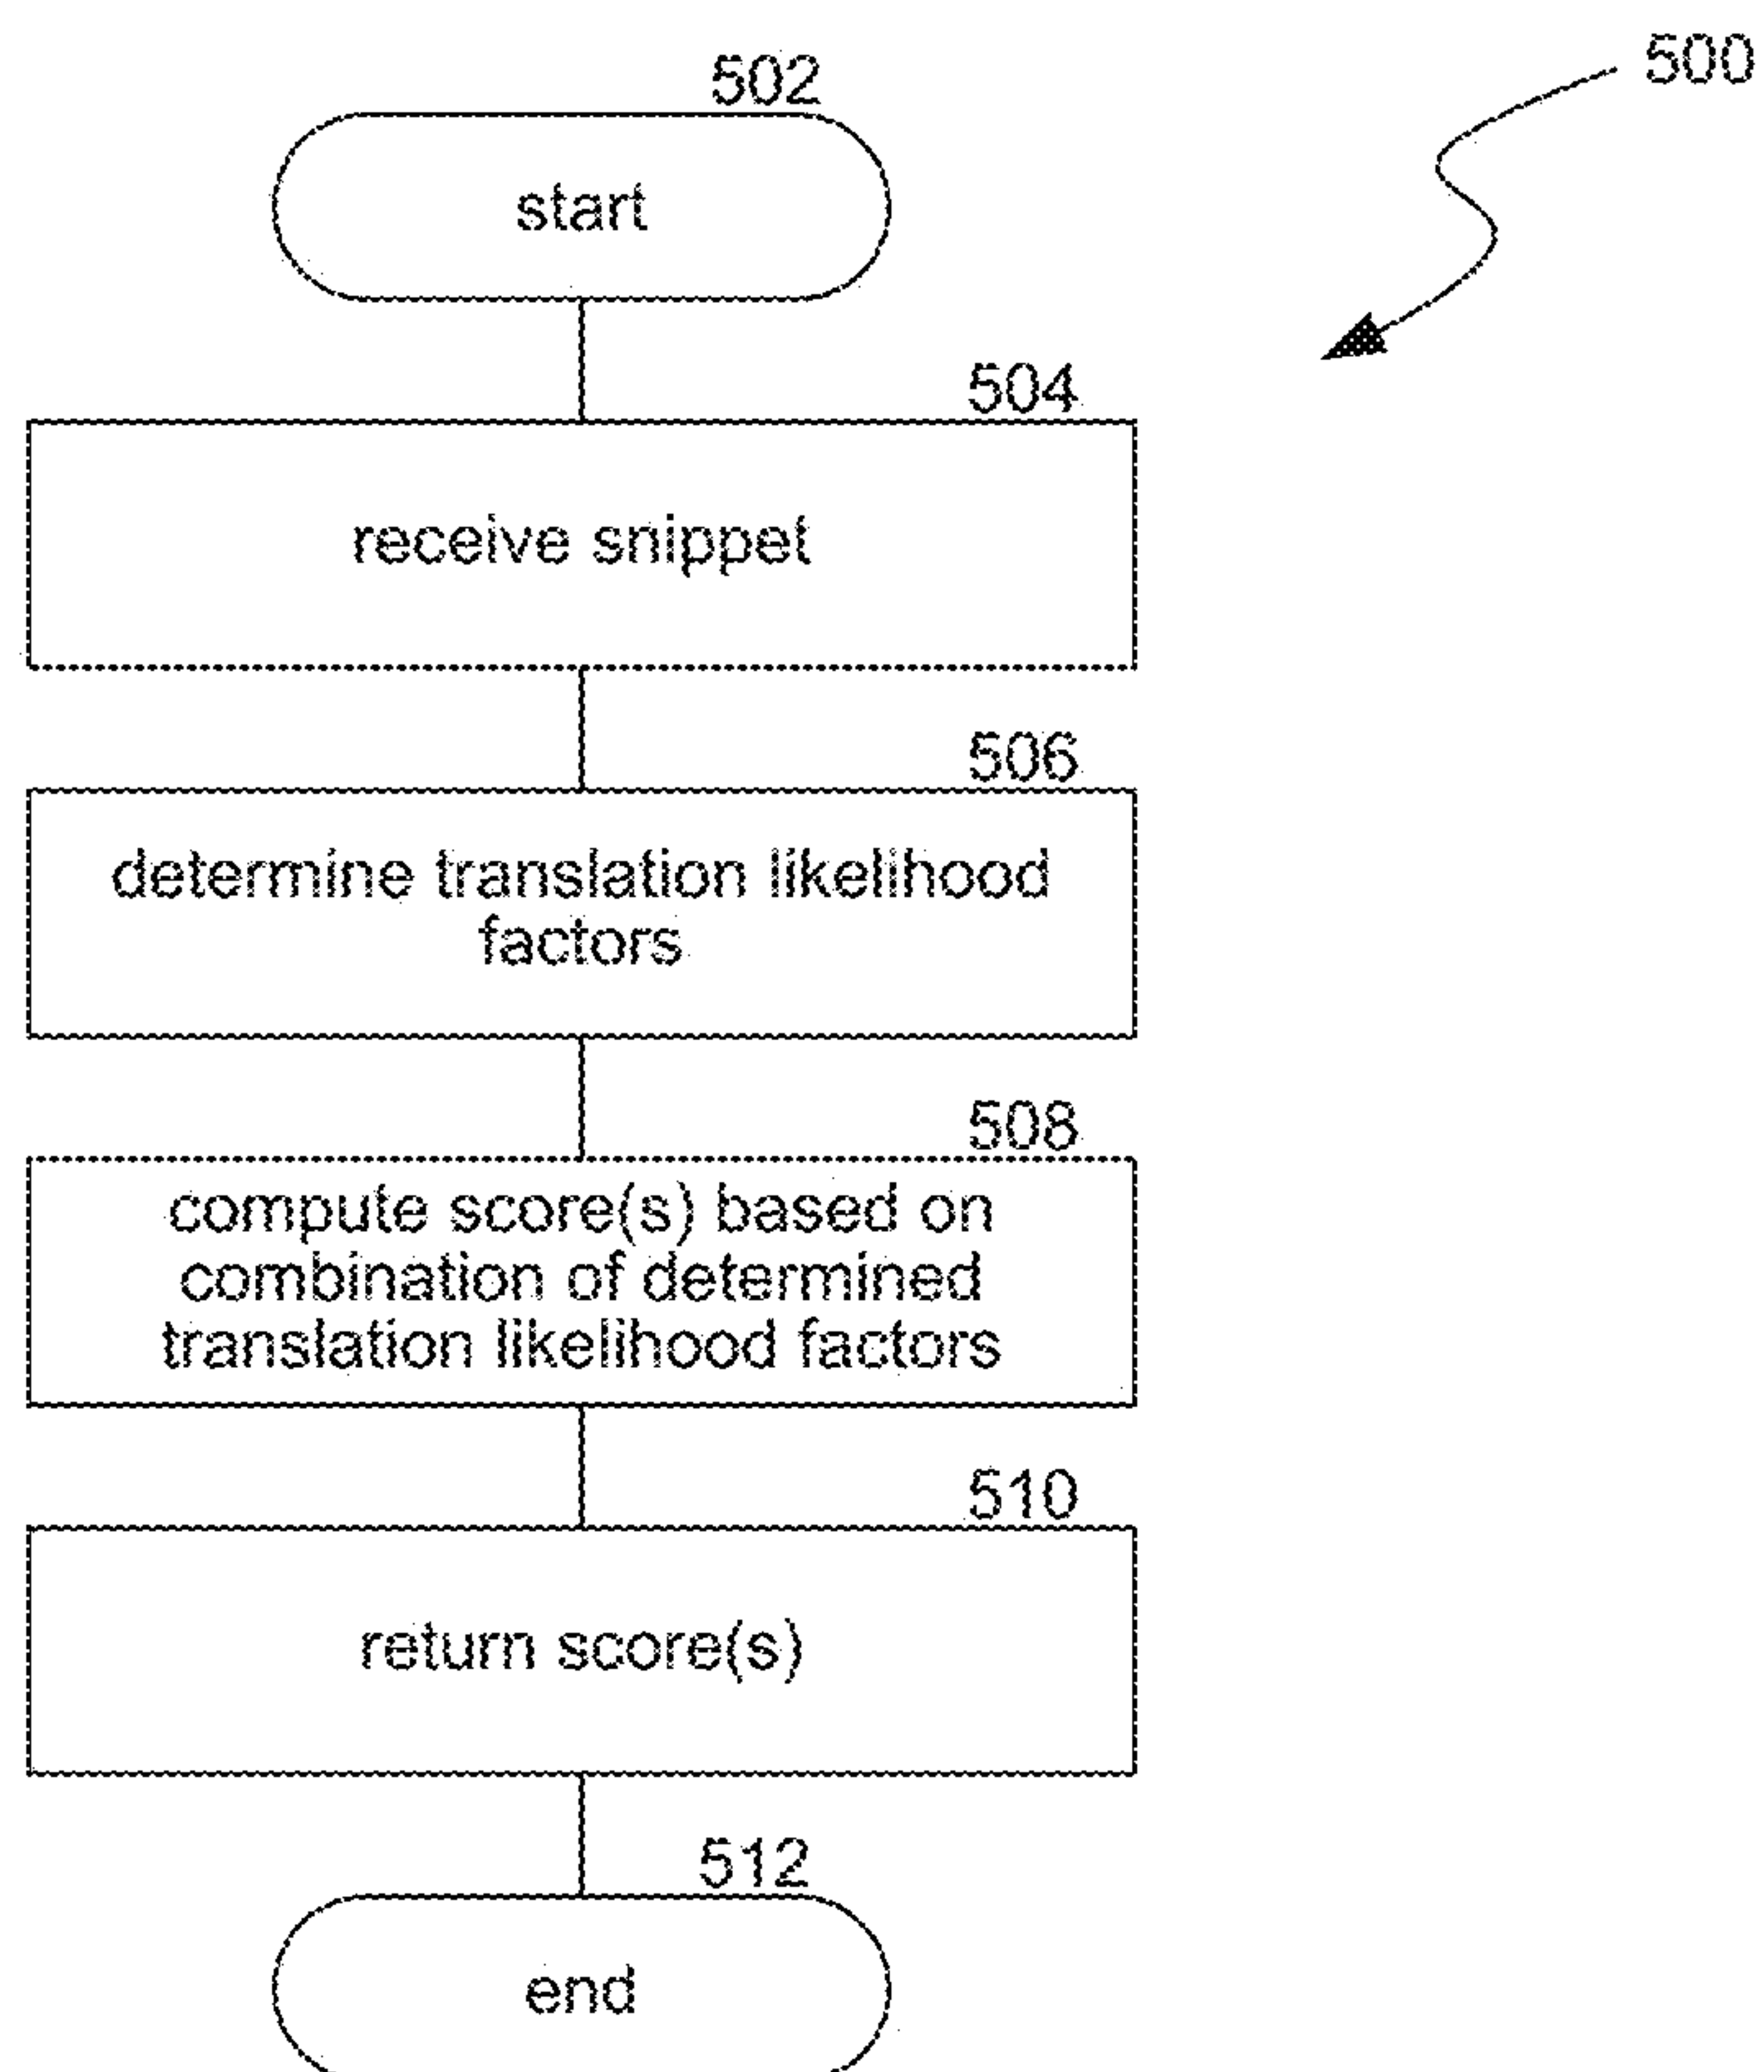 500
502
start
504
receive snippet
506
determine translation likelihood
factors
508
compute score(s) based on
combination of determined
translation likelihood factors
510
return score(s)
512
end